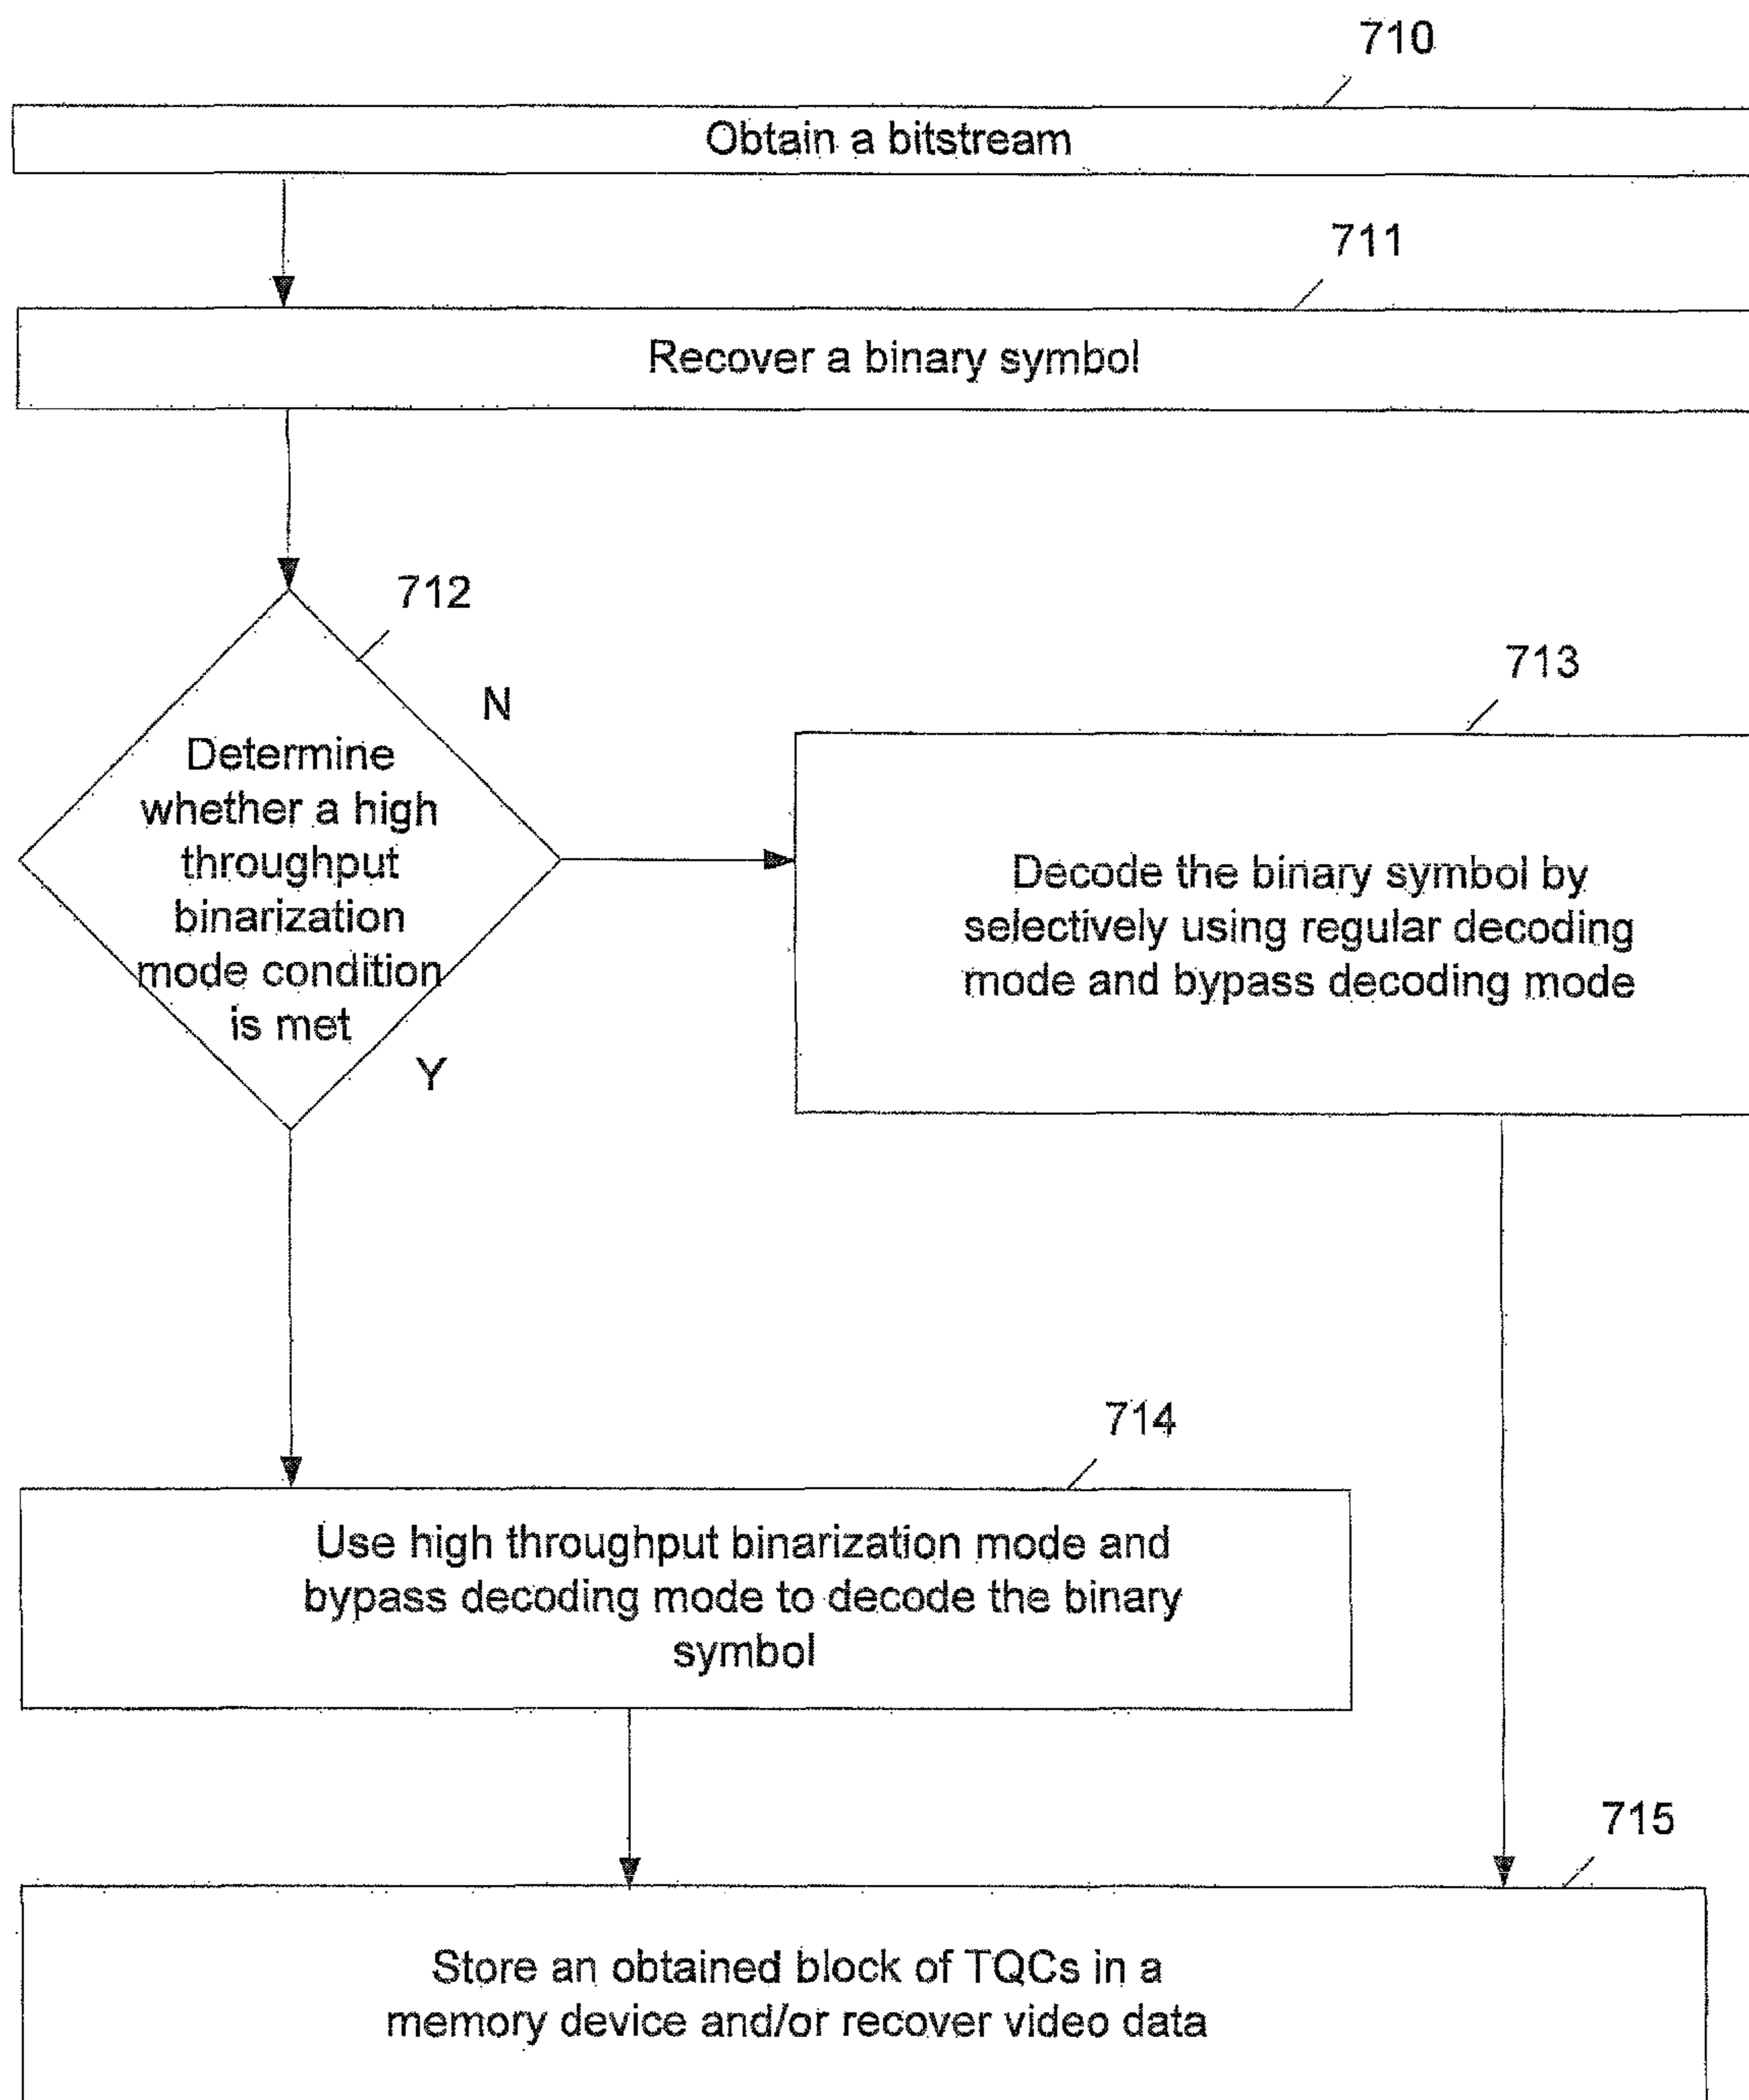 710
Obtain a bitstream
711
Recover a binary symbol
712
N
713
Determine
whether a high
throughput
binarization
mode condition
is met
Y
Decode the binary symbol by
selectively using regular decoding
mode and bypass decoding mode
714
Use high throughput binarization mode and
bypass decoding mode to decode the binary
symbol
715
Store an obtained block of TQCs in a
memory device and/or recover video data